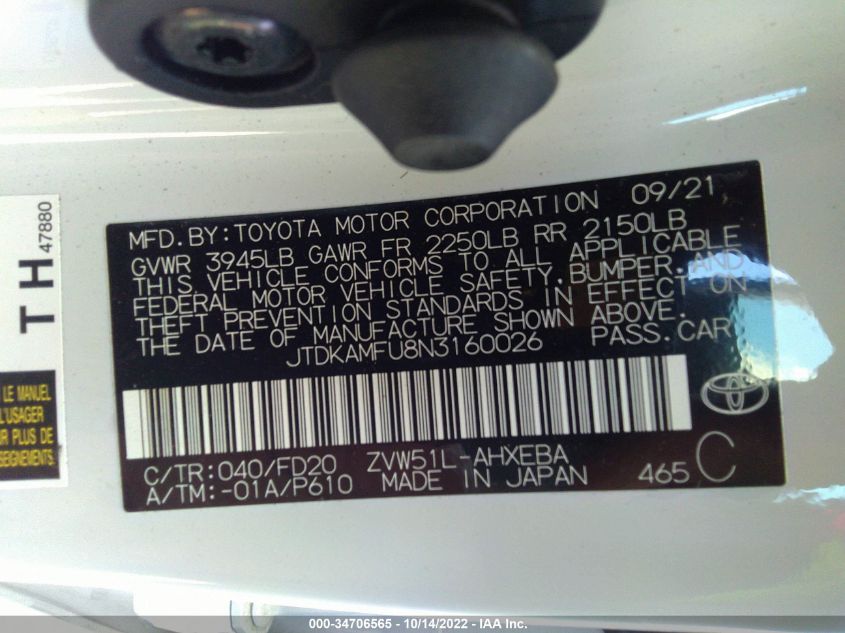 MFD.BY:TOYOTA MOTOR CORPORATION 09/21
GVWR 3945LB GAWR FR 2250LB RR 2150LB
THIS VEHICLE CONFORMS TO ALL APPLICABLE
FEDERAL MOTOR VEHICLE SAFETY,BUMPER,AND
THEFT PREVENTION STANDARDS IN EFFECT ON
THE DATE OF MANUFACTURE SHOWN ABOVE.
JTDKAMFU8N3160026 PASS.CAR
C/TR:040/FD20 ZVW51L-AHXEBA
A/TM:-01A/P610 MADE IN JAPAN 465 C
TH
47880
LE MANUEL
L'USAGER
UR PLUS DE
SEIGNEMENTS.
000-34706565 - 10/14/2022 - IAA Inc.